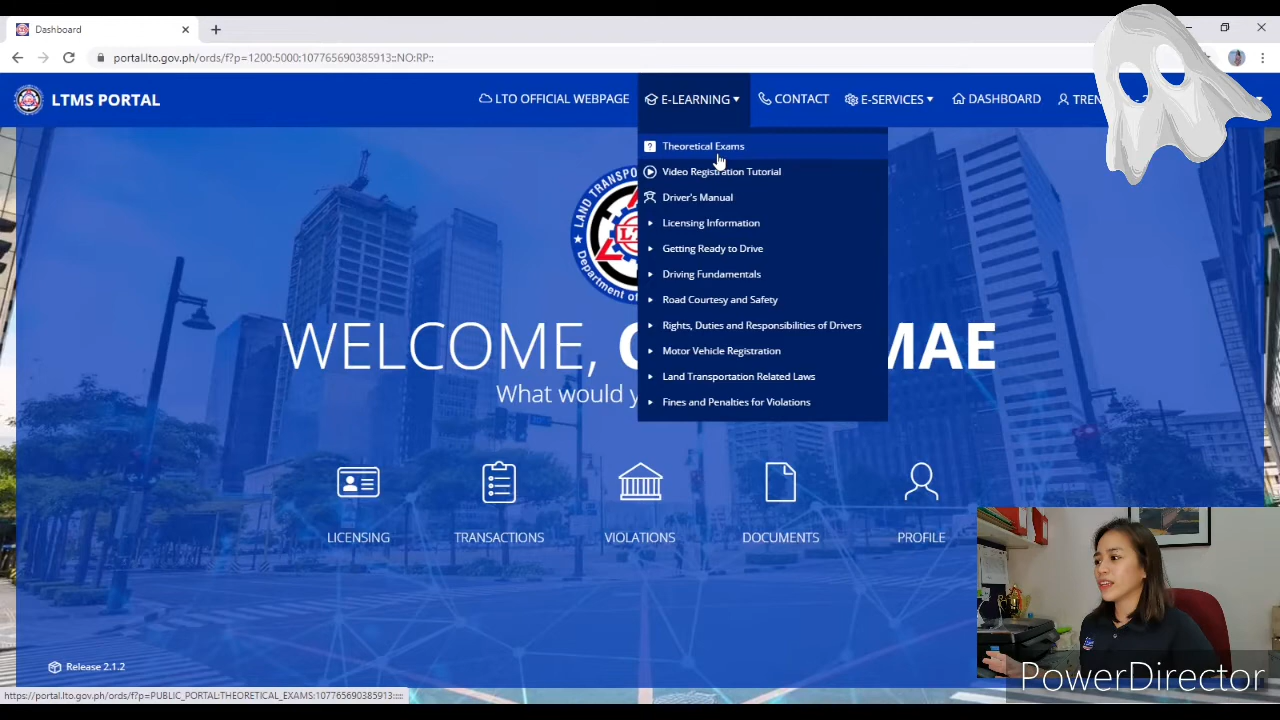 Dashboard
portal.lto.gov.ph/ords/f?p=1200:5000:107765690385913::NO:RP::
LTMS PORTAL
LTO OFFICIAL WEBPAGE
E-LEARNING
CONTACT
E-SERVICES
DASHBOARD
Theoretical Exams
Video Registration Tutorial
Driver's Manual
Licensing Information
Getting Ready to Drive
Driving Fundamentals
Road Courtesy and Safety
Rights, Duties and Responsibilities of Drivers
Motor Vehicle Registration
Land Transportation Related Laws
Fines and Penalties for Violations
LAND TRANSPO
Department of
WELCOME, MAE
What would
LICENSING
TRANSACTIONS
VIOLATIONS
DOCUMENTS
PROFILE
Release 2.1.2
https://portal.lto.gov.ph/ords/f?p=PUBLIC_PORTAL:THEORETICAL_EXAMS:107765690385913:::::
PowerDirector